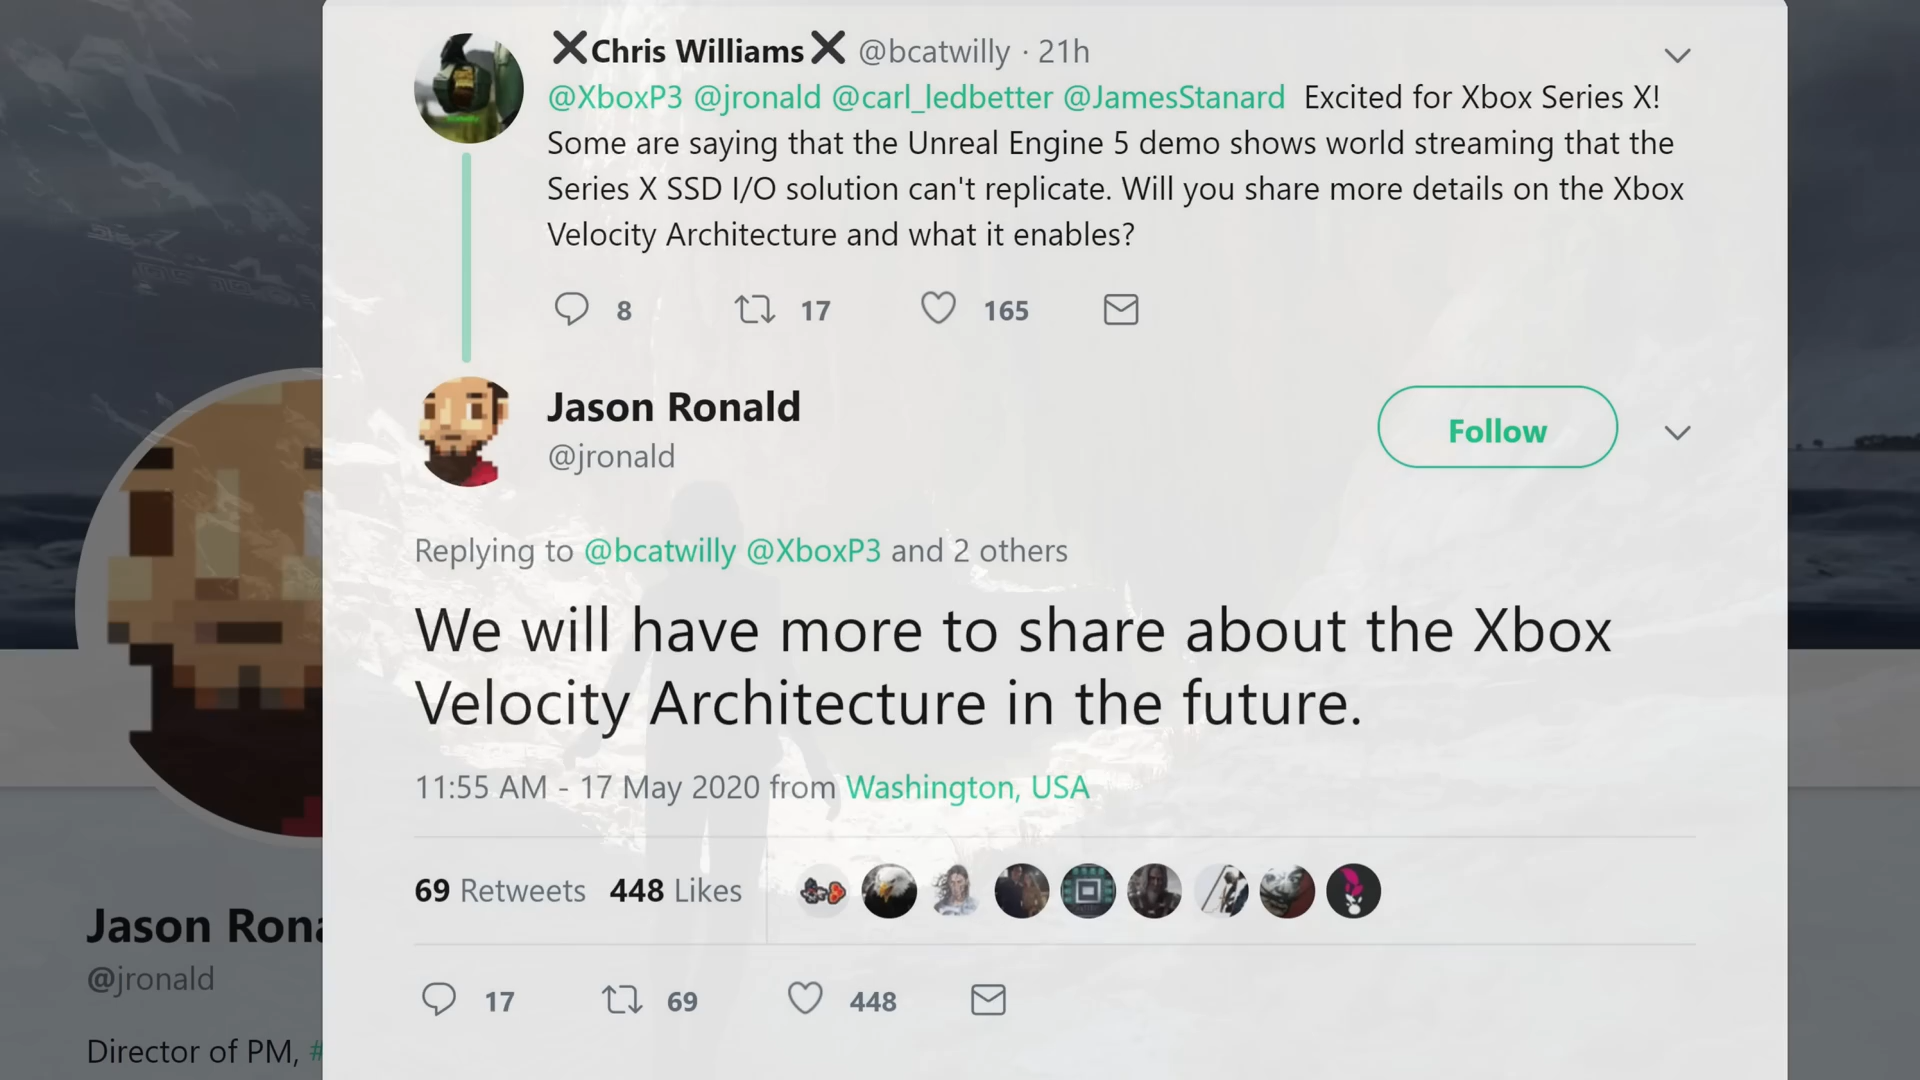 ❌Chris Williams❌ @bcatwilly · 21h
@XboxP3 @jronald @carl_ledbetter @JamesStanard Excited for Xbox Series X!
Some are saying that the Unreal Engine 5 demo shows world streaming that the
Series X SSD I/O solution can't replicate. Will you share more details on the Xbox
Velocity Architecture and what it enables?
8 17 165
Jason Ronald
@jronald
Follow
Replying to @bcatwilly @XboxP3 and 2 others
We will have more to share about the Xbox
Velocity Architecture in the future.
11:55 AM - 17 May 2020 from Washington, USA
69 Retweets 448 Likes
17 69 448
Jason Rona
@jronald
Director of PM, #